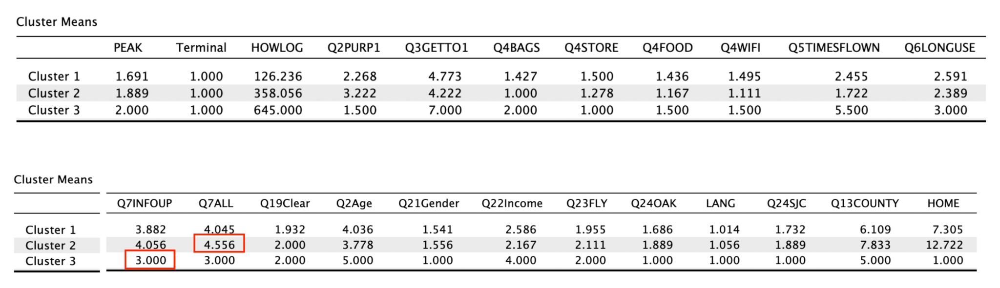 Cluster Means
PEAK Terminal HOWLOG Q2PURP1 Q3GETTO1 Q4BAGS Q4STORE Q4FOOD Q4WIFI Q5TIMESFLOWN Q6LONGUSE
Cluster 1 1.691 1.000 126.236 2.268 4.773 1.427 1.500 1.436 1.495 2.455 2.591
Cluster 2 1.889 1.000 358.056 3.222 4.222 1.000 1.278 1.167 1.111 1.722 2.389
Cluster 3 2.000 1.000 645.000 1.500 7.000 2.000 1.000 1.500 1.500 5.500 3.000
Cluster Means
Q7INFOUP Q7ALL Q19Clear Q2Age Q21Gender Q22Income Q23FLY Q24OAK LANG Q24SJC Q13COUNTY HOME
Cluster 1 3.882 4.045 1.932 4.036 1.541 2.586 1.955 1.686 1.014 1.732 6.109 7.305
Cluster 2 4.056 4.556 2.000 3.778 1.556 2.167 2.111 1.889 1.056 1.889 7.833 12.722
Cluster 3 3.000 3.000 2.000 5.000 1.000 4.000 2.000 1.000 1.000 1.000 5.000 1.000